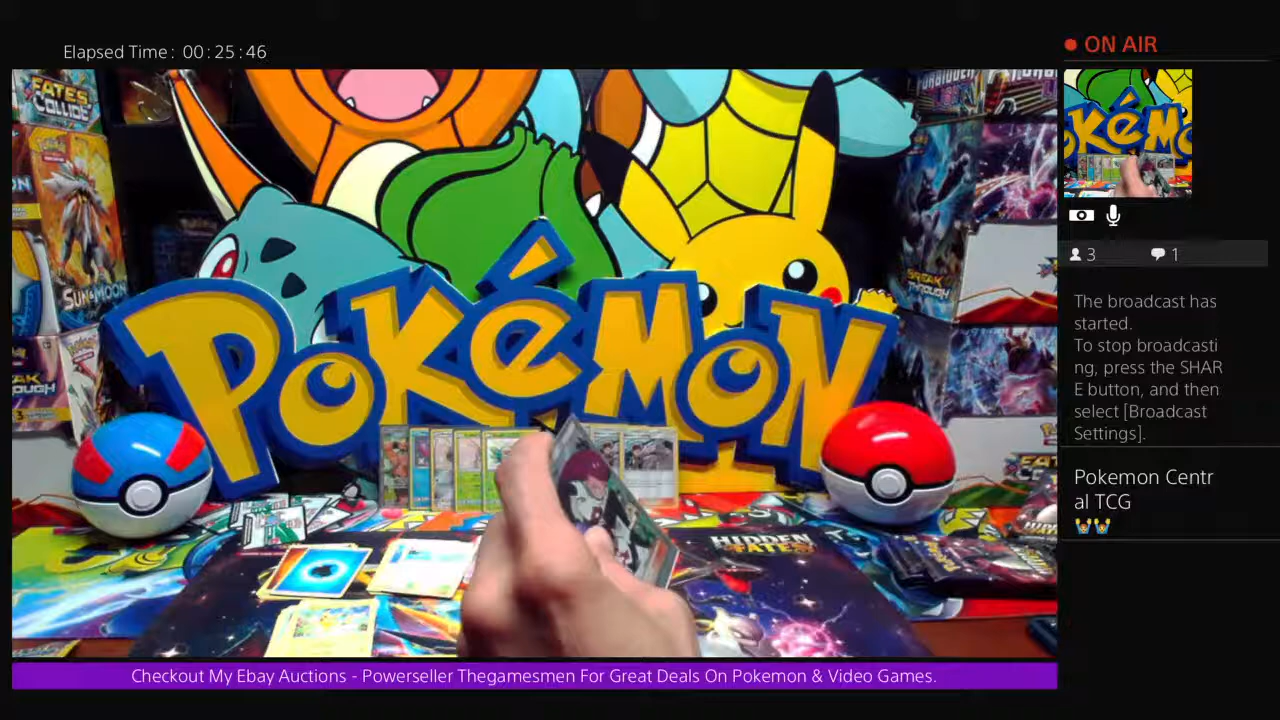 Elapsed Time: 00:25:46
ON AIR
FATES
COLLIDE
SUN&MOON
POKéMON
BREAK
THROUGH
HIDDEN
FATES
3
1
The broadcast has
started.
To stop broadcasti
ng, press the SHAR
E button, and then
select [Broadcast
Settings].
Pokemon Centr
al TCG
Checkout My Ebay Auctions - Powerseller Thegamesmen For Great Deals On Pokemon & Video Games.